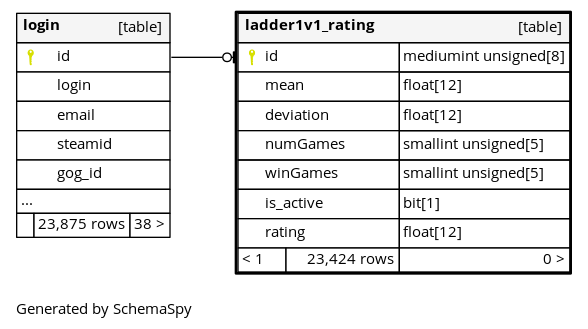 login [table]
id
login
email
steamid
gog_id
...
23,875 rows 38 >
ladder1v1_rating [table]
id mediumint unsigned[8]
mean float[12]
deviation float[12]
numGames smallint unsigned[5]
winGames smallint unsigned[5]
is_active bit[1]
rating float[12]
< 1 23,424 rows 0 >
Generated by SchemaSpy